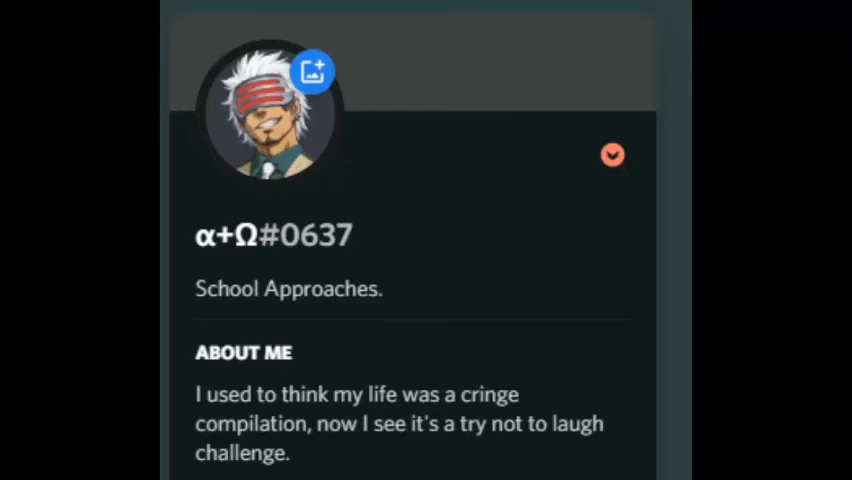 α+Ω#0637
School Approaches.
ABOUT ME
I used to think my life was a cringe
compilation, now I see it's a try not to laugh
challenge.